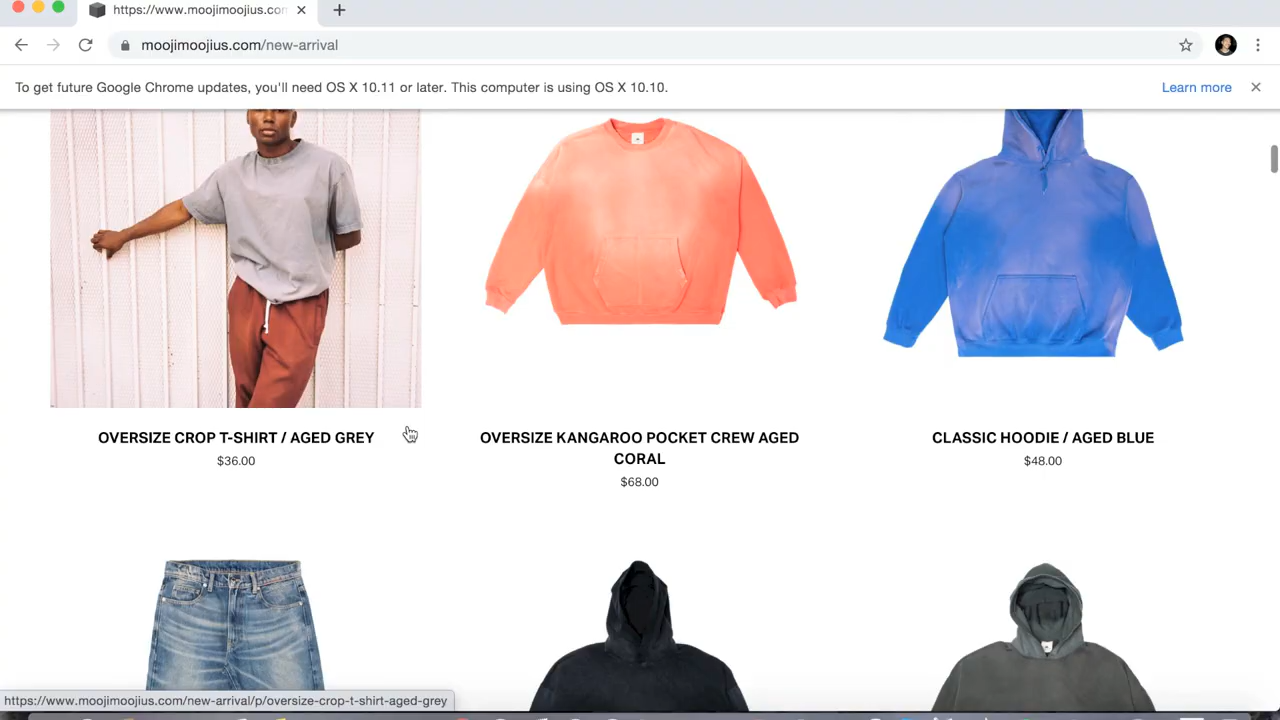 https://www.moojimoojius.com/ne
moojimoojius.com/new-arrival
To get future Google Chrome updates, you'll need OS X 10.11 or later. This computer is using OS X 10.10.
Learn more
OVERSIZE CROP T-SHIRT / AGED GREY
$36.00
OVERSIZE KANGAROO POCKET CREW AGED
CORAL
$68.00
CLASSIC HOODIE / AGED BLUE
$48.00
https://www.moojimoojius.com/new-arrival/p/oversize-crop-t-shirt-aged-grey